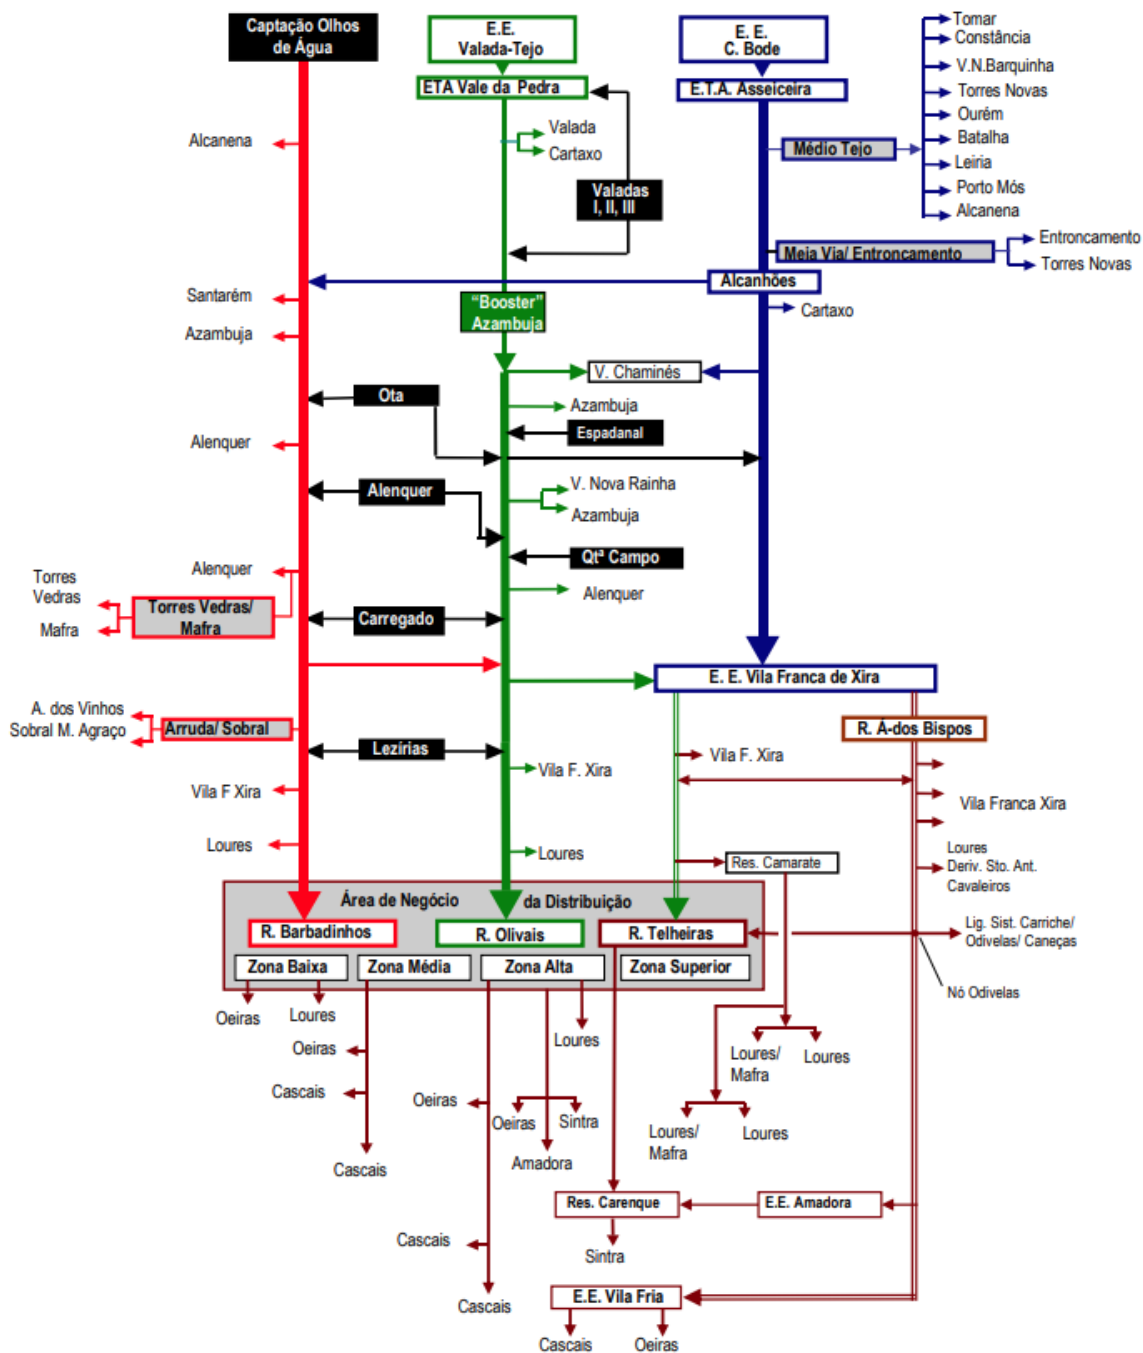 Captação Olhos
de Água
E.E.
Valada-Tejo
E. E.
C. Bode
Tomar
Constância
V.N.Barquinha
Torres Novas
Ourém
Batalha
Leiria
Porto Mós
Alcanena
ETA Vale da Pedra
E.T.A. Asseiceira
Alcanena
Valada
Cartaxo
Médio Tejo
Valadas
I, II, III
Entroncamento
Meia Via/ Entroncamento
Torres Novas
Alcanhões
Santarém
"Booster"
Azambuja
Cartaxo
Azambuja
V. Chaminés
Ota
Azambuja
Espadanal
Alenquer
V. Nova Rainha
Alenquer
Azambuja
Qtª Campo
Alenquer
Torres
Vedras
Mafra
Torres Vedras/
Mafra
Alenquer
Carregado
E. E. Vila Franca de Xira
A. dos Vinhos
Sobral M. Agraço
Arruda/ Sobral
R. Á-dos Bispos
Lezírias
Vila F. Xira
Vila F. Xira
Vila F Xira
Vila Franca Xira
Loures
Loures
Res. Camarate
Loures
Deriv. Sto. Ant.
Cavaleiros
Área de Negócio
da Distribuição
R. Barbadinhos
R. Olivais
R. Telheiras
Lig. Sist. Carriche/
Odivelas/ Caneças
Zona Baixa
Zona Média
Zona Alta
Zona Superior
Nó Odivelas
Oeiras
Loures
Oeiras
Loures
Loures/
Mafra
Loures
Cascais
Oeiras
Oeiras
Sintra
Loures/
Mafra
Loures
Cascais
Amadora
Res. Carenque
E.E. Amadora
Cascais
Sintra
Cascais
E.E. Vila Fria
Cascais
Oeiras